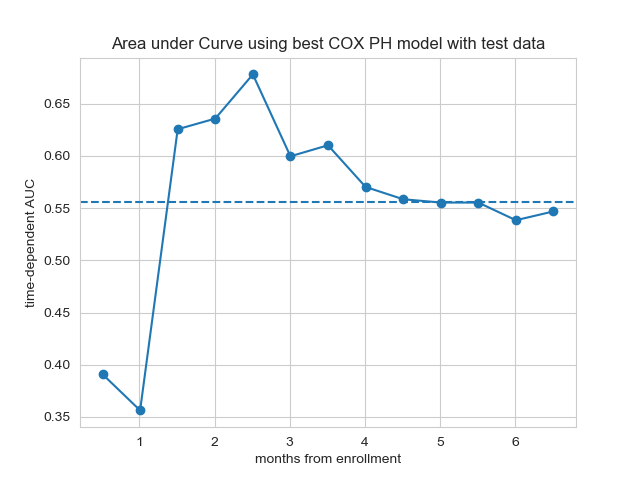 Area under Curve using best COX PH model with test data
time-dependent AUC
0.65
0.60
0.55
0.50
0.45
0.40
0.35
1 2 3 4 5 6
months from enrollment